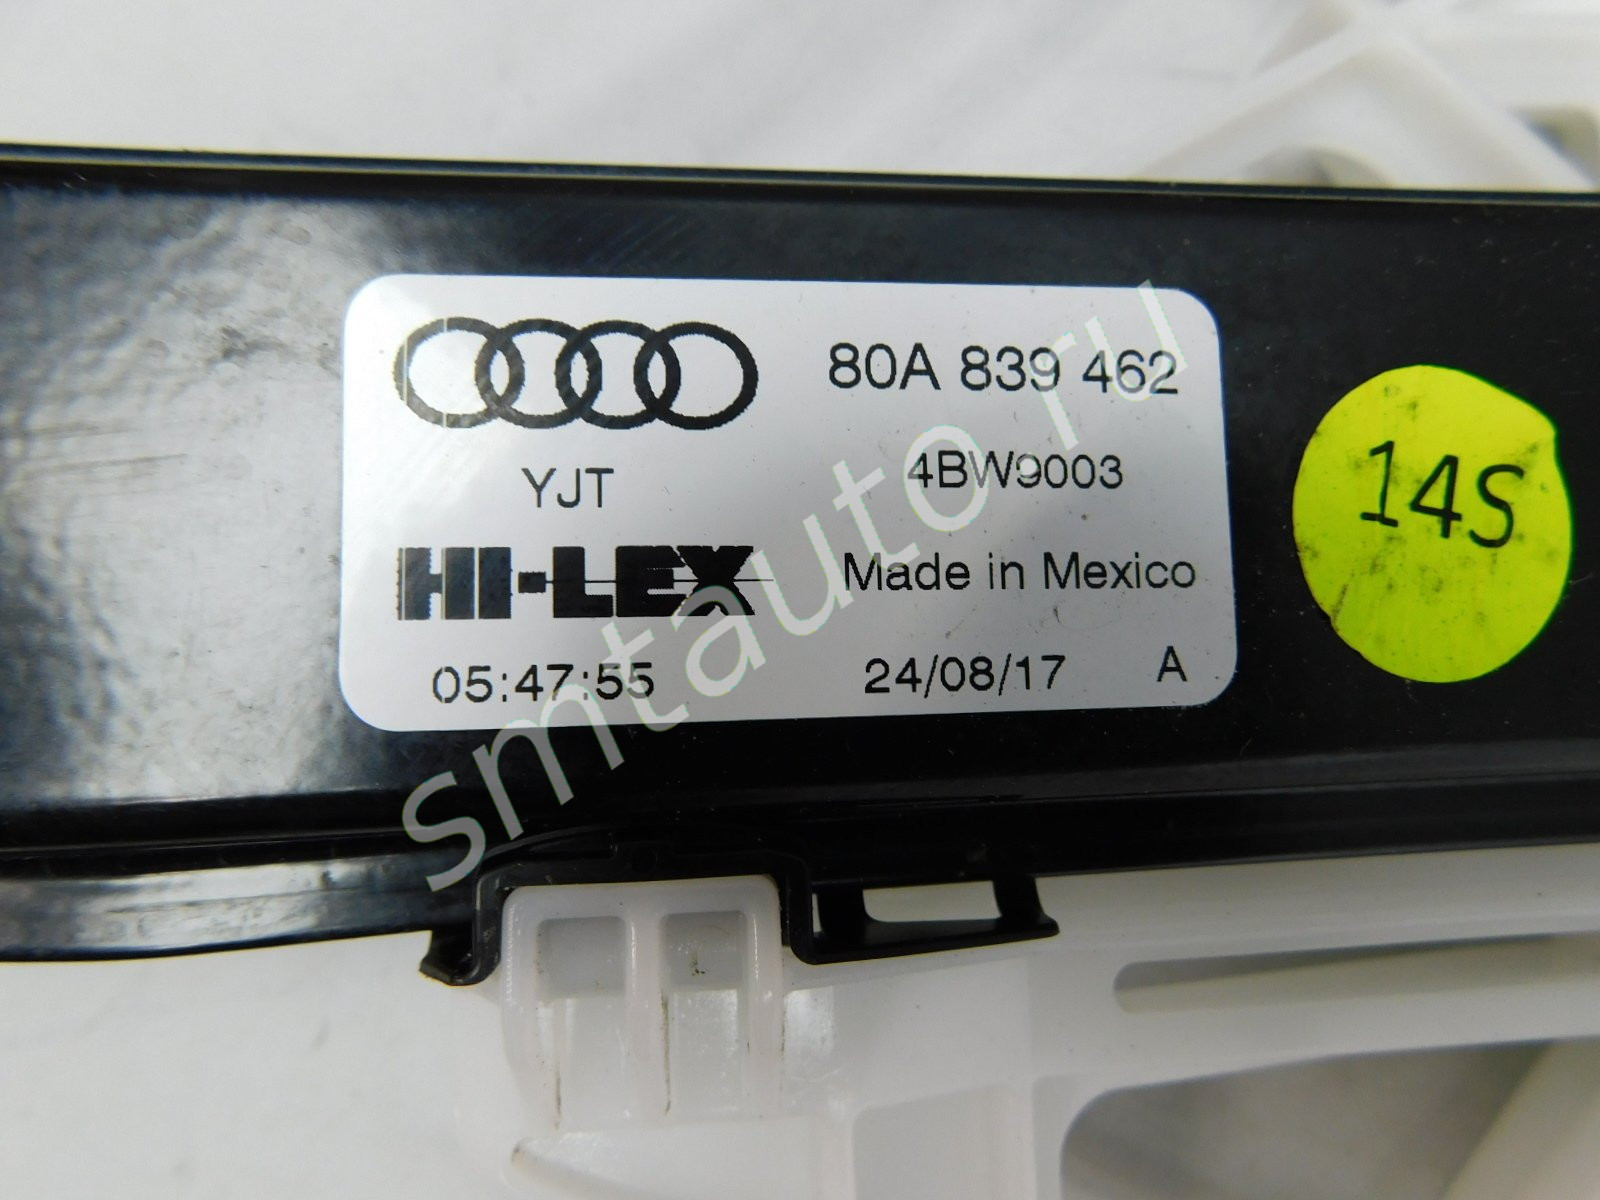 80A 839 462
YJT
4BW9003
HI-LEX
Made in Mexico
05:47:55
24/08/17
A
14S
smtauto.ru